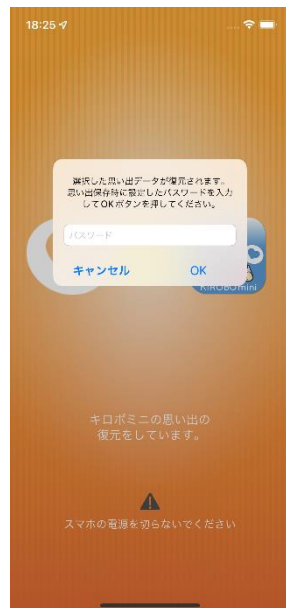 18:25
選択した思い出データが復元されます。
思い出保存時に設定したパスワードを入力
してOKボタンを押してください。
パスワード
キャンセル OK
KIROBO mini
キロボミニの思い出の
復元をしています。
スマホの電源を切らないでください